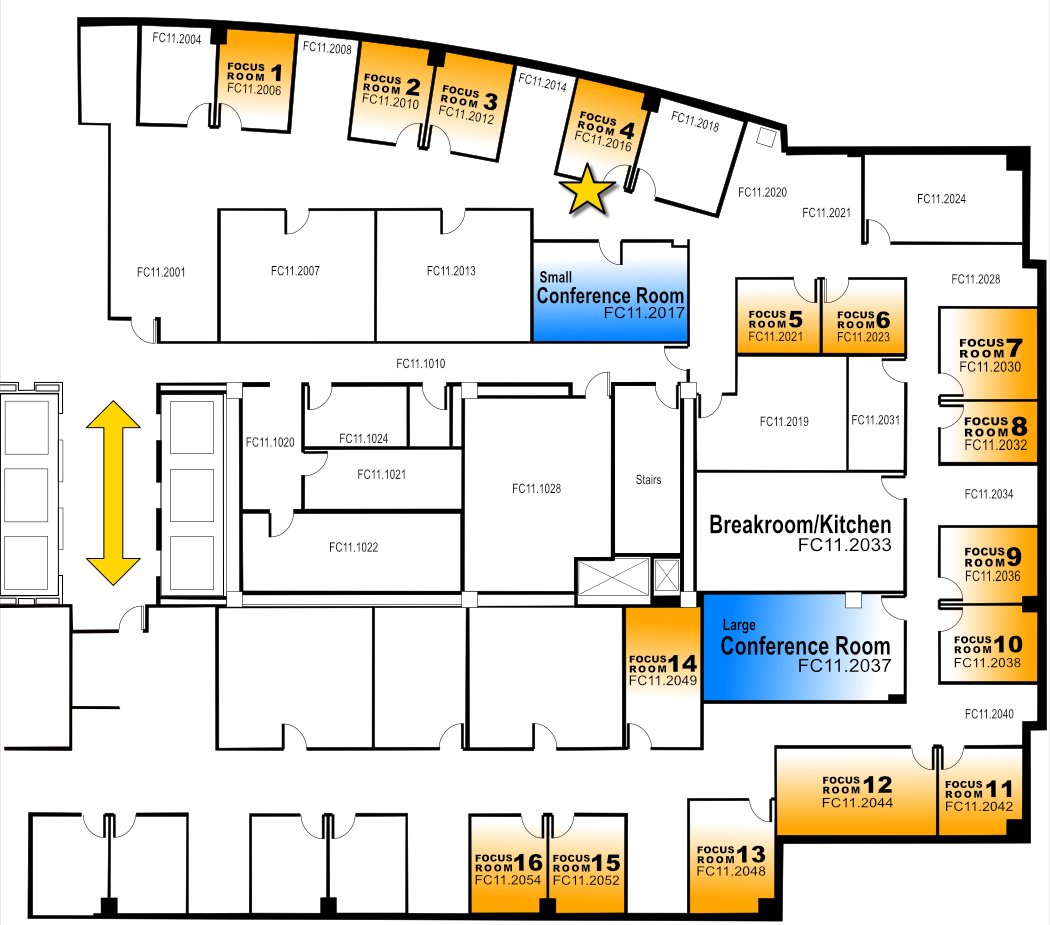 FC11.2004
FOCUS
ROOM 1
FC11.2006
FC11.2008
FOCUS
ROOM 2
FC11.2010
FOCUS
ROOM 3
FC11.2012
FC11.2014
FOCUS
ROOM 4
FC11.2016
FC11.2018
FC11.2020
FC11.2021
FC11.2024
FC11.2001
FC11.2007
FC11.2013
Small
Conference Room
FC11.2017
FC11.2028
FOCUS
ROOM 5
FC11.2021
FOCUS
ROOM 6
FC11.2023
FOCUS
ROOM 7
FC11.2030
FC11.1010
FOCUS
ROOM 8
FC11.2032
FC11.1020
FC11.1024
FC11.2019
FC11.2031
FC11.1021
FC11.1028
Stairs
FC11.2034
FC11.1022
Breakroom/Kitchen
FC11.2033
FOCUS
ROOM 9
FC11.2036
Large
Conference Room
FC11.2037
FOCUS
ROOM 10
FC11.2038
FOCUS
ROOM 14
FC11.2049
FC11.2040
FOCUS
ROOM 12
FC11.2044
FOCUS
ROOM 11
FC11.2042
FOCUS
ROOM 16
FC11.2054
FOCUS
ROOM 15
FC11.2052
FOCUS
ROOM 13
FC11.2048